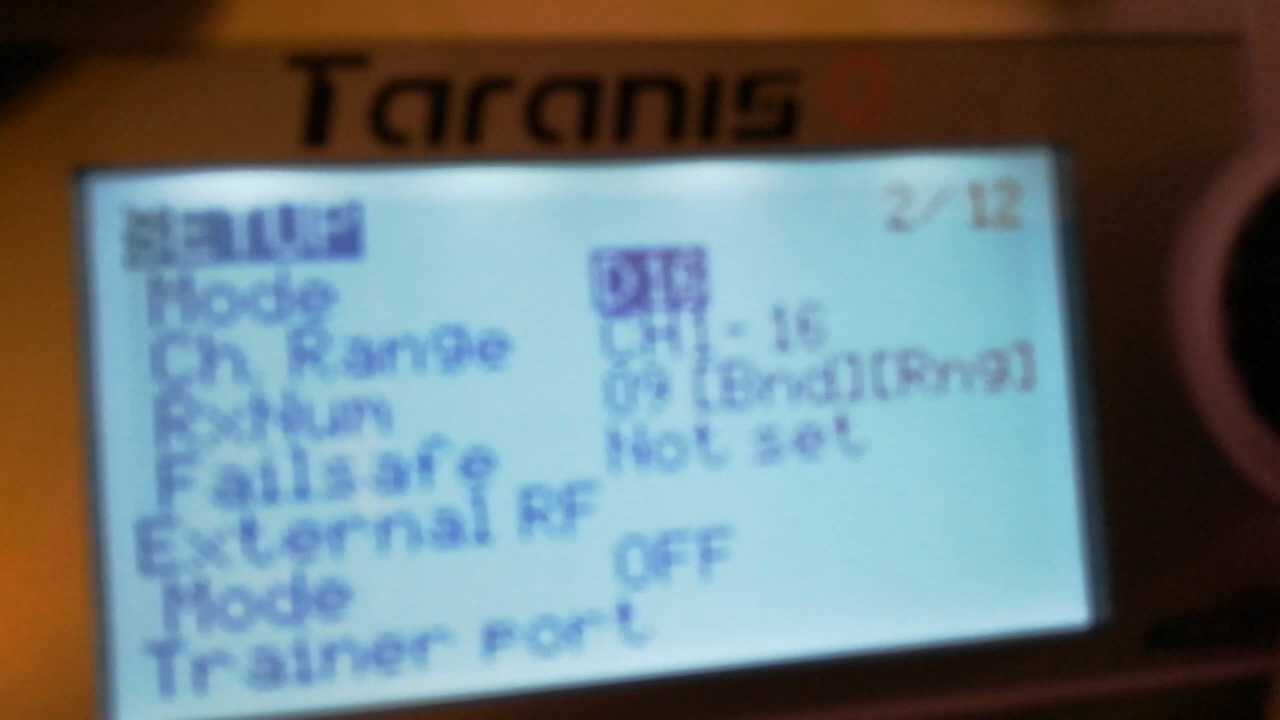 Taranis Q
SETUP 2/12
Mode D16
Ch. Range CH1-16
RxNum 09 [Bnd][Rng]
Failsafe Not set
External RF
Mode OFF
Trainer port